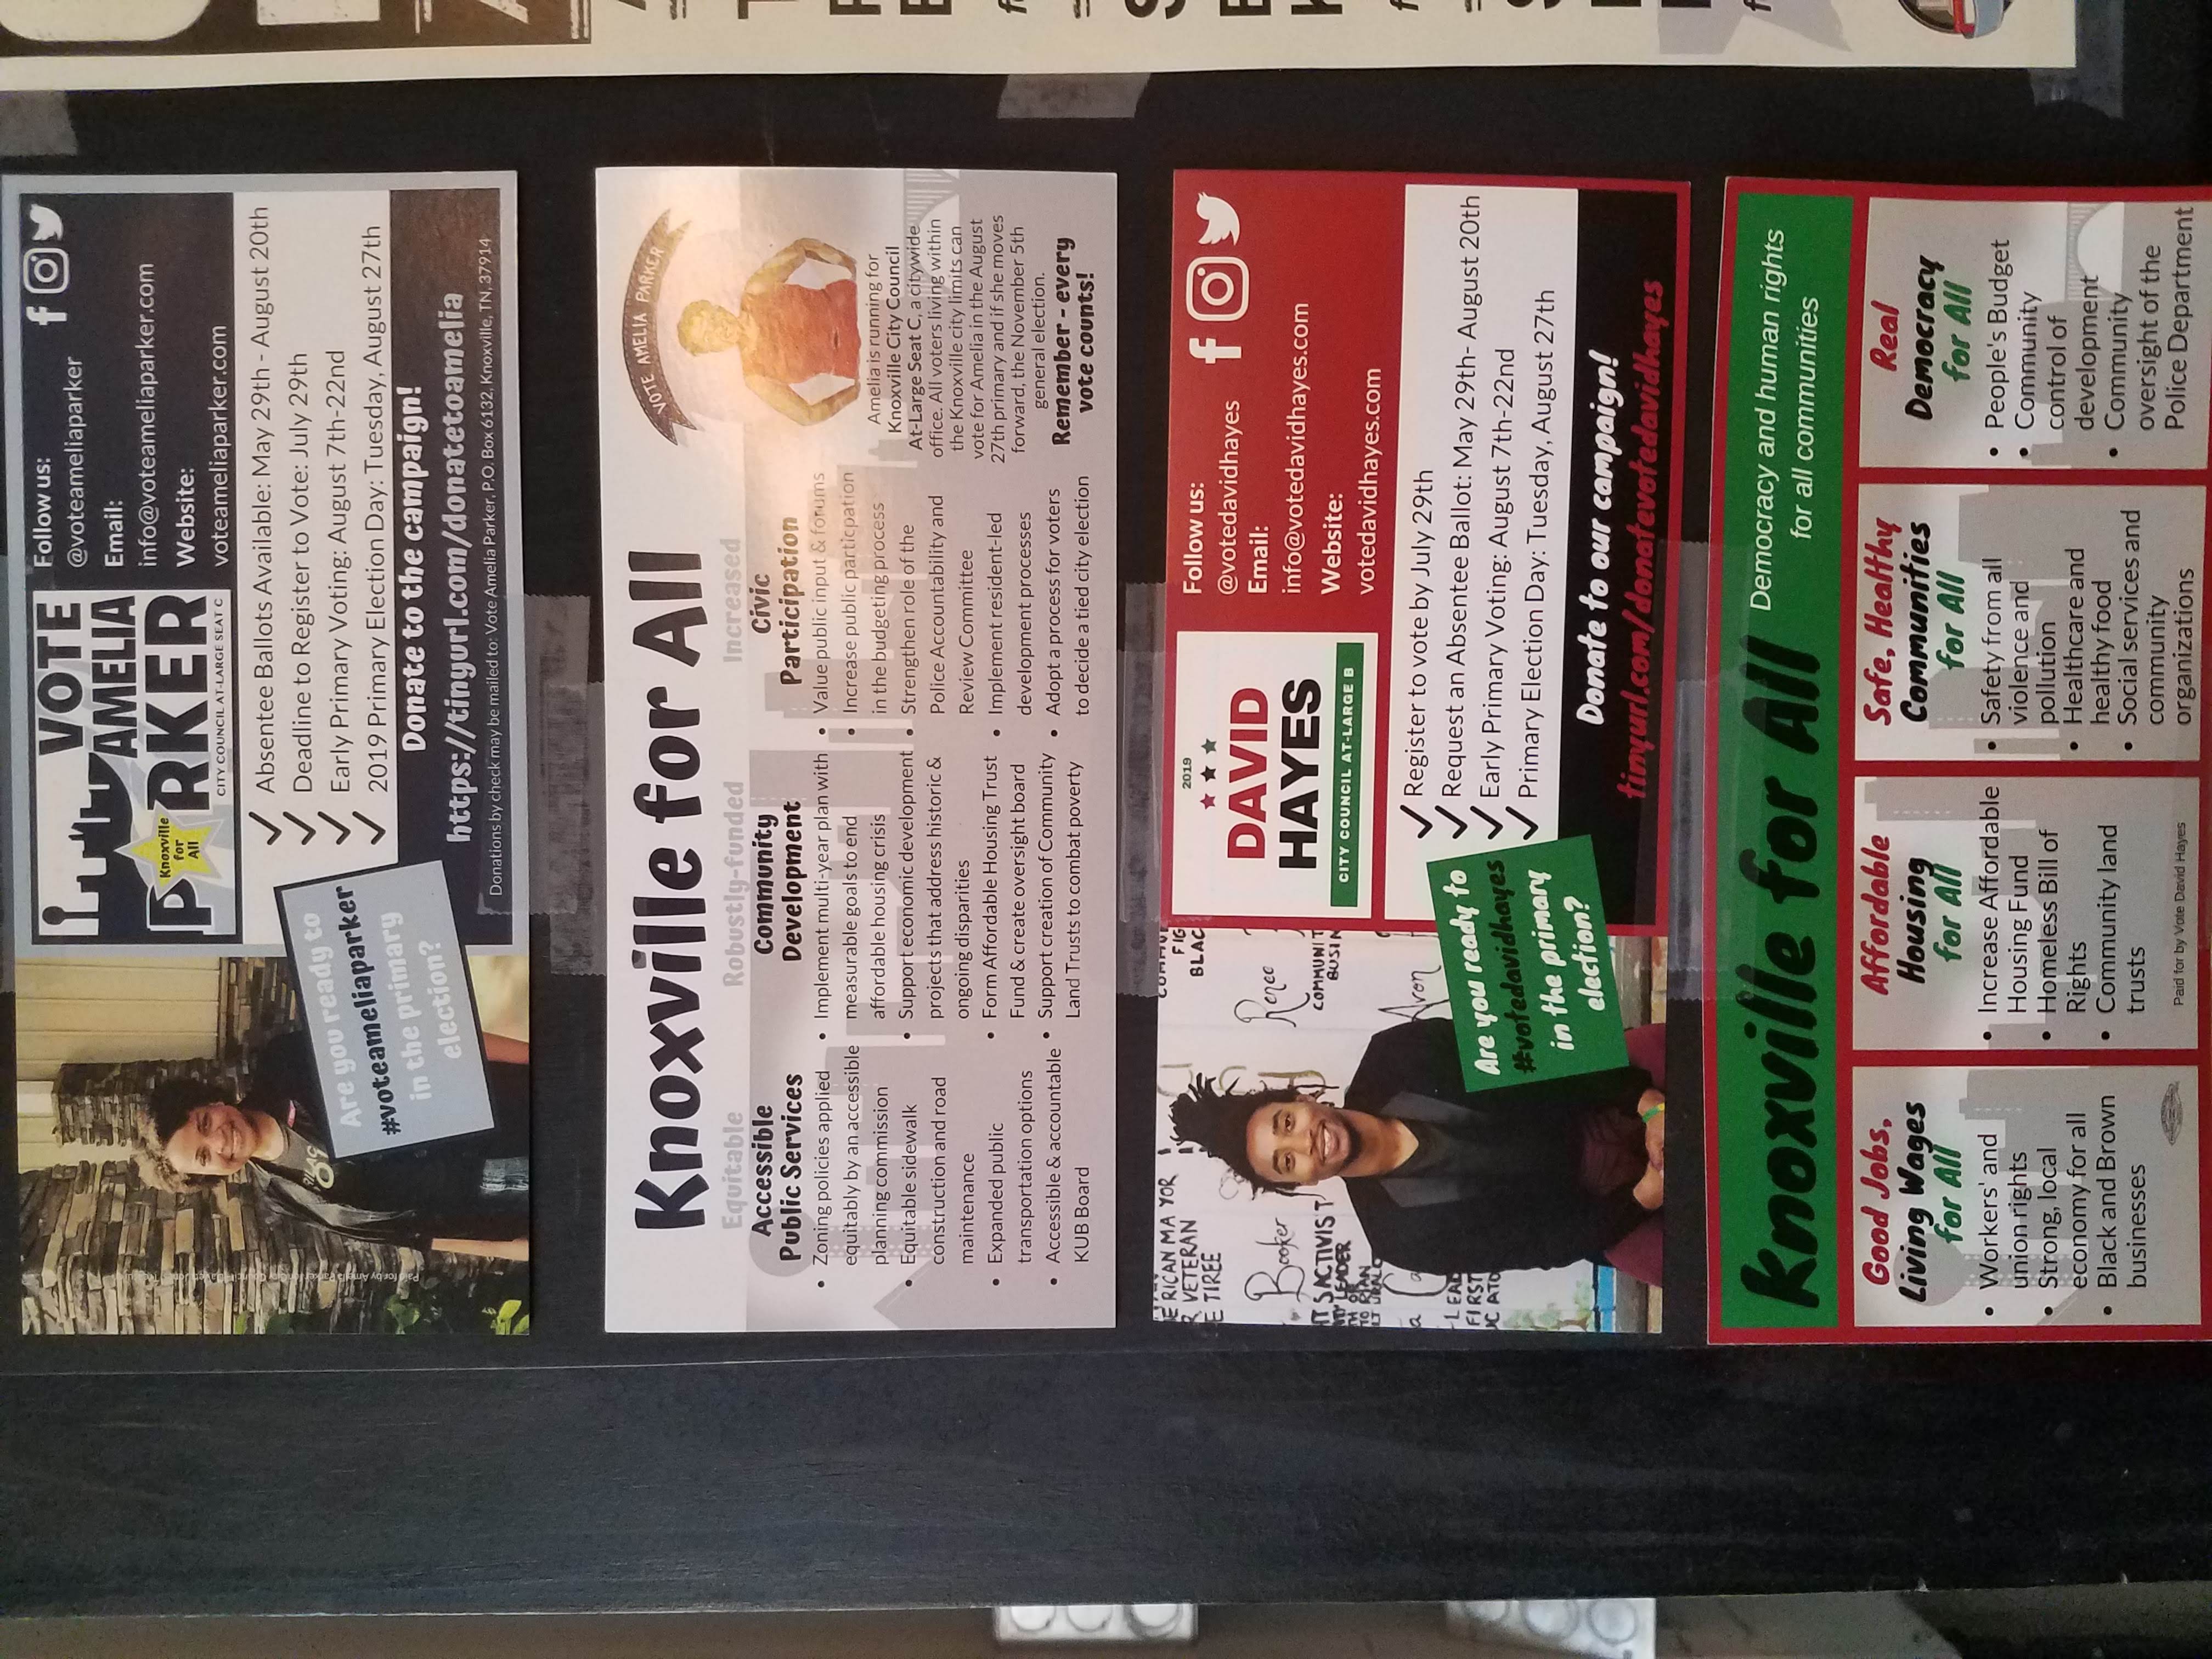 VOTE
AMELIA
PARKER
Knoxville
for
All
CITY COUNCIL AT-LARGE SEAT C
Follow us:
@voteameliaparker
Email:
info@voteameliaparker.com
Website:
voteameliaparker.com
Absentee Ballots Available: May 29th - August 20th
Deadline to Register to Vote: July 29th
Early Primary Voting: August 7th-22nd
2019 Primary Election Day: Tuesday, August 27th
Are you ready to
#voteameliaparker
in the primary
election?
Donate to the campaign!
https://tinyurl.com/donatetoamelia
Donations by check may be mailed to: Vote Amelia Parker, P.O. Box 6132, Knoxville, TN, 37914
Knoxville for All
Equitable
Accessible
Public Services
• Zoning policies applied
equitably by an accessible
planning commission
• Equitable sidewalk
construction and road
maintenance
• Expanded public
transportation options
• Accessible & accountable
KUB Board
Robustly-funded
Community
Development
• Implement multi-year plan with
measurable goals to end
affordable housing crisis
• Support economic development
projects that address historic &
ongoing disparities
• Form Affordable Housing Trust
Fund & create oversight board
• Support creation of Community
Land Trusts to combat poverty
Increased
Civic
Participation
• Value public input & forums
• Increase public particpation
in the budgeting process
• Strengthen role of the
Police Accountability and
Review Committee
• Implement resident-led
development processes
• Adopt a process for voters
to decide a tied city election
VOTE AMELIA PARKER
Amelia is running for
Knoxville City Council
At-Large Seat C, a citywide
office. All voters living within
the Knoxville city limits can
vote for Amelia in the August
27th primary and if she moves
forward, the November 5th
general election.
Remember - every
vote counts!
RICAN MAYOR
VETERAN
TIREE
Booker
ACTIVIST
LEADER
LEAD
FIRST
FIG
BLAC
Renee
COMMUNIT
BUSIN
Aron
2019
DAVID
HAYES
CITY COUNCIL AT-LARGE B
Follow us:
@votedavidhayes
Email:
info@votedavidhayes.com
Website:
votedavidhayes.com
Register to vote by July 29th
Request an Absentee Ballot: May 29th- August 20th
Early Primary Voting: August 7th-22nd
Primary Election Day: Tuesday, August 27th
Are you ready to
#votedavidhayes
in the primary
election?
Donate to our campaign!
tinyurl.com/donatevotedavidhayes
Knoxville for All
Democracy and human rights
for all communities
Good Jobs,
Living Wages
for All
• Workers' and
union rights
• Strong, local
economy for all
• Black and Brown
businesses
Affordable
Housing
for All
• Increase Affordable
Housing Fund
• Homeless Bill of
Rights
• Community land
trusts
Paid for by Vote David Hayes
Safe, Healthy
Communities
for All
• Safety from all
violence and
pollution
• Healthcare and
healthy food
• Social services and
community
organizations
Real
Democracy
for All
• People's Budget
• Community
control of
development
• Community
oversight of the
Police Department